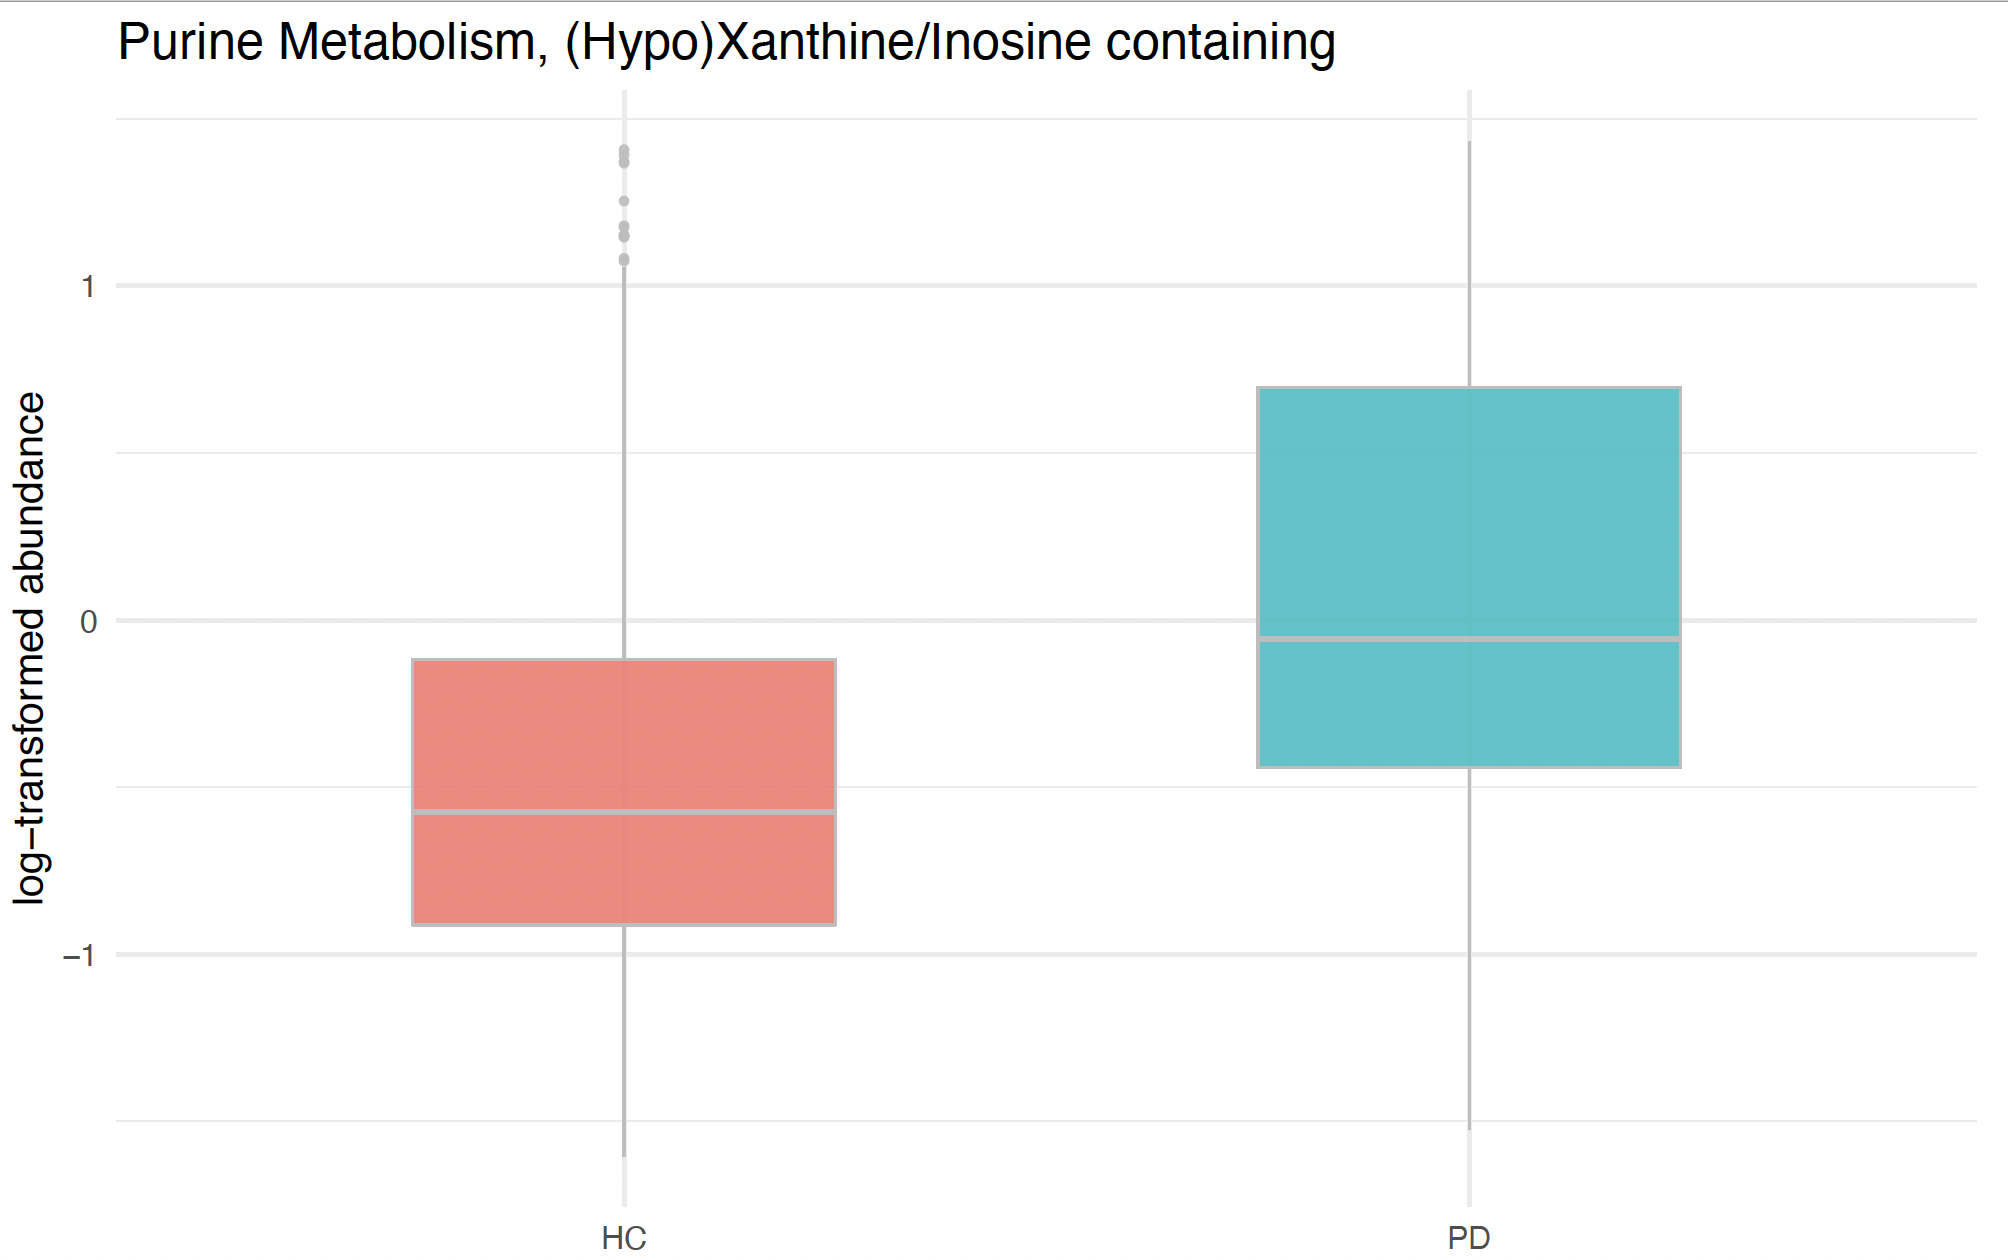 Purine Metabolism, (Hypo)Xanthine/Inosine containing
log−transformed abundance
1
0
−1
HC
PD